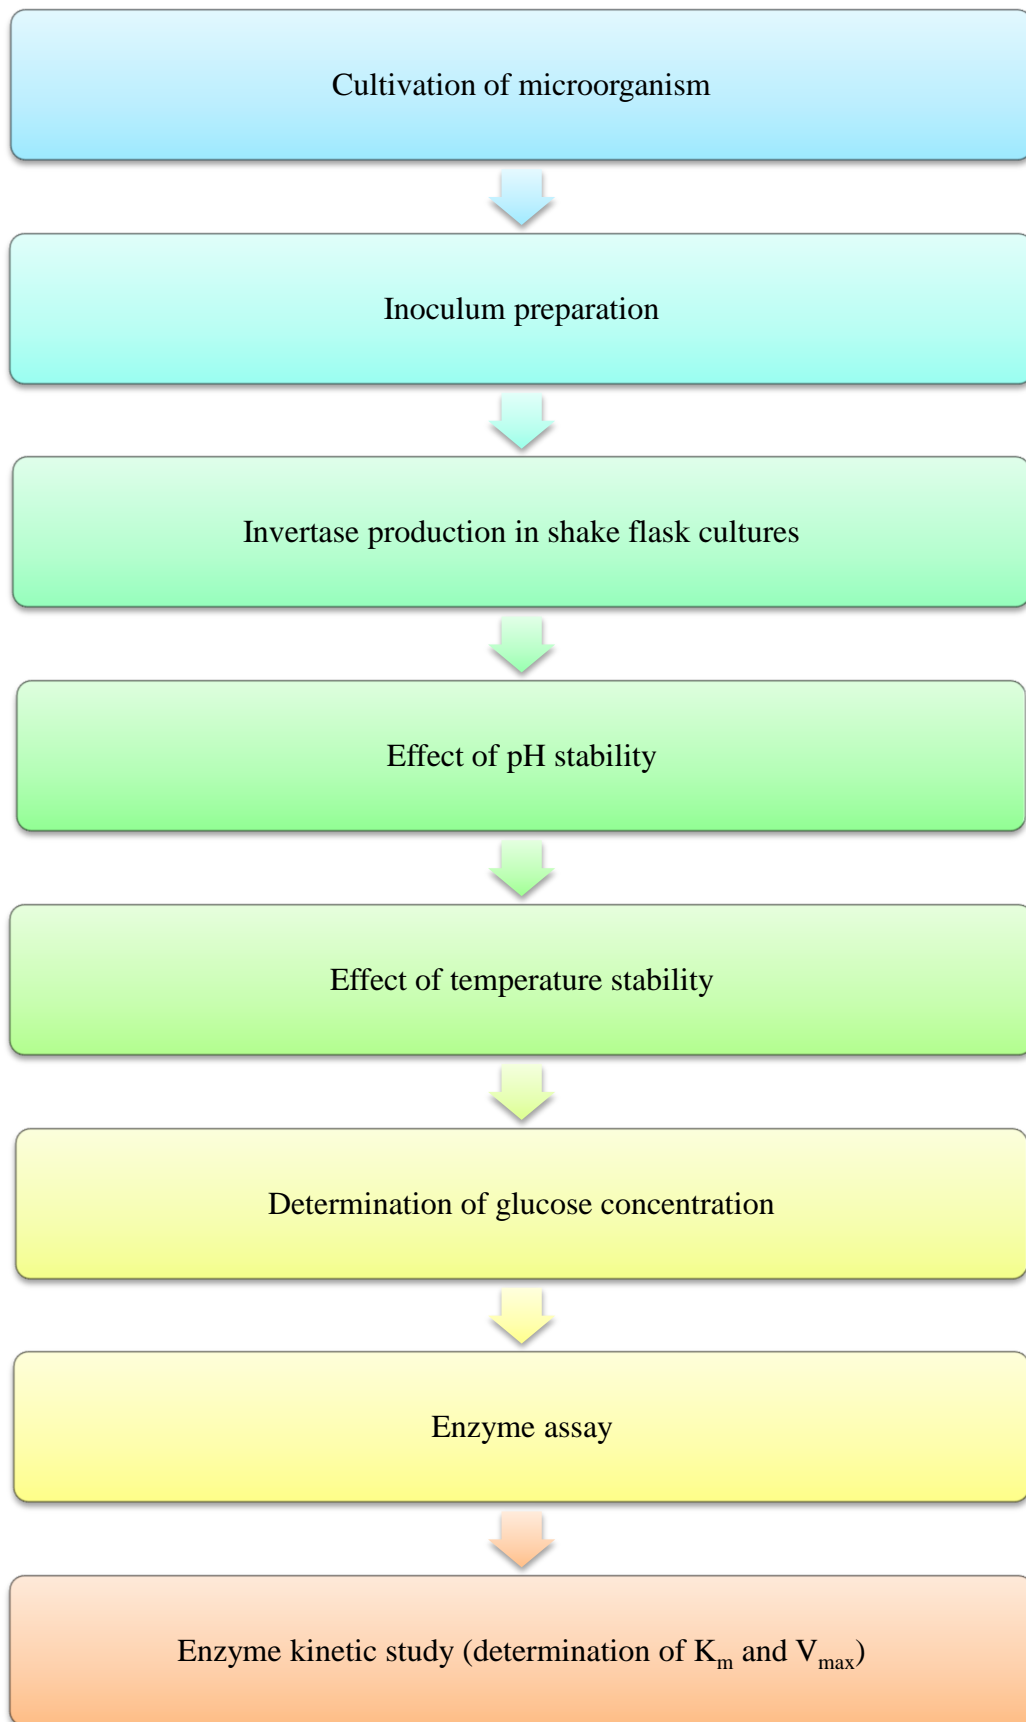 Cultivation of microorganism
Inoculum preparation
Invertase production in shake flask cultures
Effect of pH stability
Effect of temperature stability
Determination of glucose concentration
Enzyme assay
Enzyme kinetic study (determination of Km and Vmax)